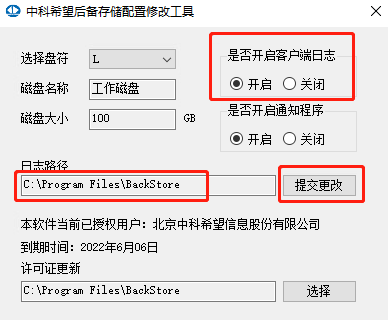 中科希望后备存储配置修改工具
选择盘符 L
磁盘名称 工作磁盘
磁盘大小 100 GB
是否开启客户端日志
开启 关闭
是否开启通知程序
开启 关闭
日志路径
C:\Program Files\BackStore 提交更改
本软件当前已授权用户：北京中科希望信息股份有限公司
到期时间：2022年6月06日
许可证更新
C:\Program Files\BackStore 选择